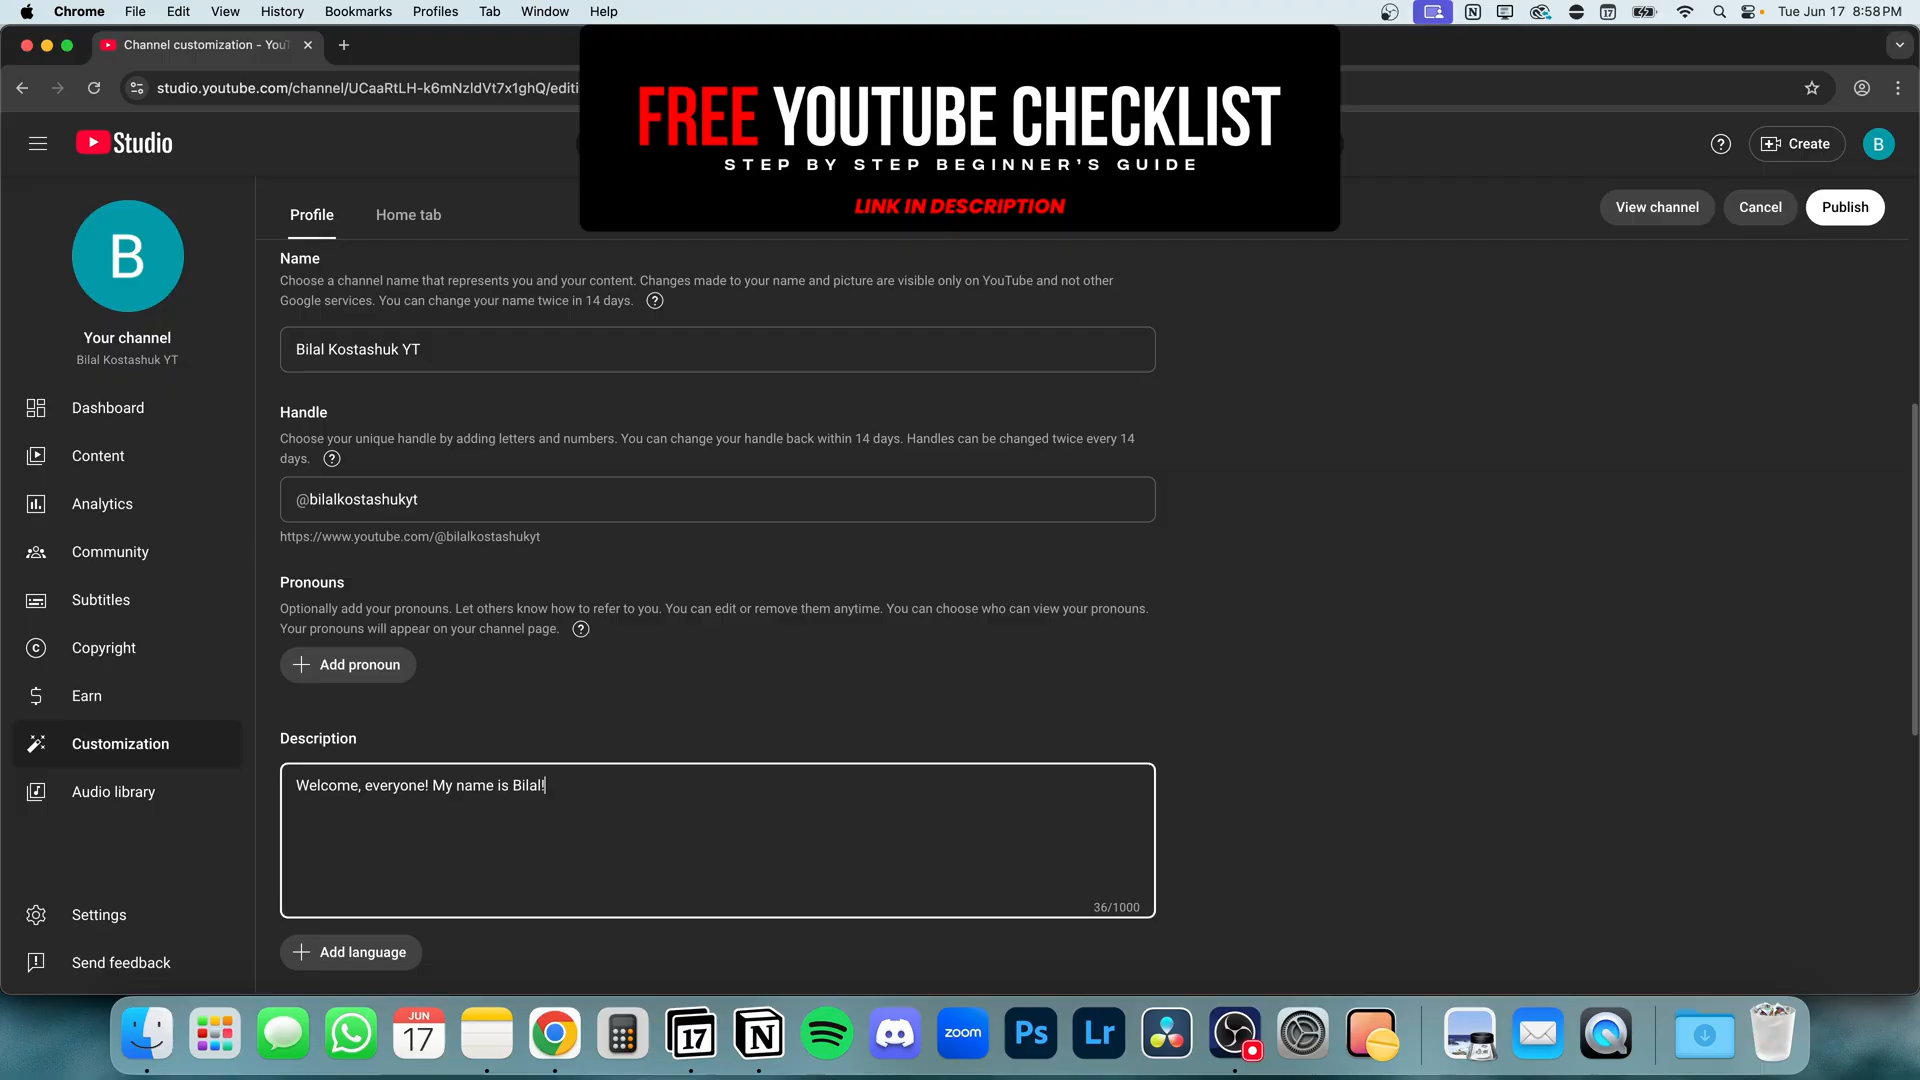 Chrome File Edit View History Bookmarks Profiles Tab Window Help
17
Tue Jun 17 8:58 PM
Channel customization - YouT
studio.youtube.com/channel/UCaaRtLH-k6mNzldVt7x1ghQ/editi
FREE YOUTUBE CHECKLIST
STEP BY STEP BEGINNER'S GUIDE
LINK IN DESCRIPTION
Studio
Create
B
B
Your channel
Bilal Kostashuk YT
Dashboard
Content
Analytics
Community
Subtitles
Copyright
Earn
Customization
Audio library
Settings
Send feedback
Profile
Home tab
View channel
Cancel
Publish
Name
Choose a channel name that represents you and your content. Changes made to your name and picture are visible only on YouTube and not other
Google services. You can change your name twice in 14 days.
Bilal Kostashuk YT
Handle
Choose your unique handle by adding letters and numbers. You can change your handle back within 14 days. Handles can be changed twice every 14
days.
@bilalkostashukyt
https://www.youtube.com/@bilalkostashukyt
Pronouns
Optionally add your pronouns. Let others know how to refer to you. You can edit or remove them anytime. You can choose who can view your pronouns.
Your pronouns will appear on your channel page.
Add pronoun
Description
Welcome, everyone! My name is Bilal!
36/1000
Add language
JUN
17
17
N
zoom
Ps
Lr